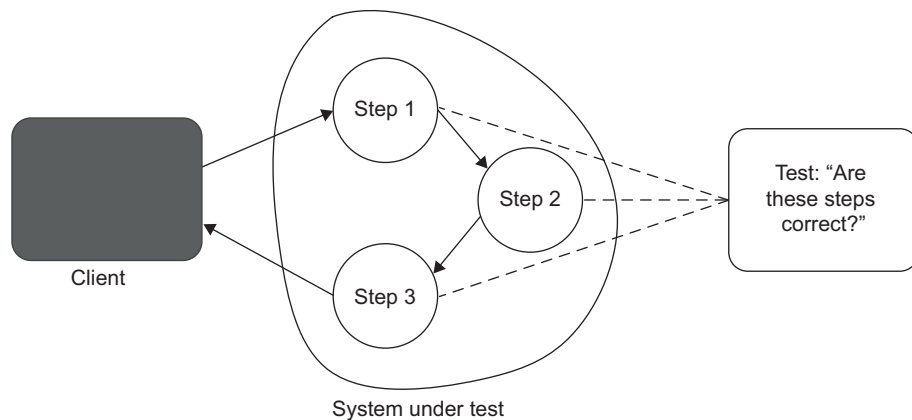 Step 1
Step 2
Step 3
Test: “Are
these steps
correct?”
Client
System under test